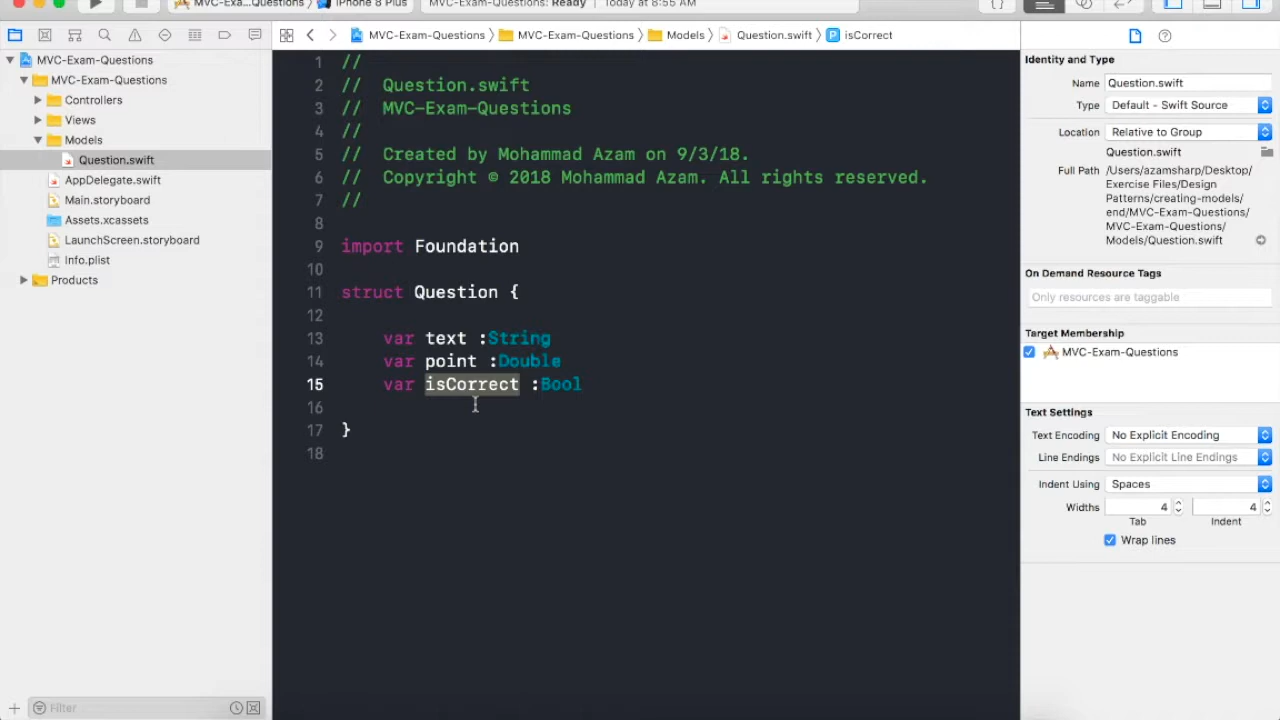 MVC-Exa...Questions
iPhone 8 Plus
MVC-Exam-Questions: Ready | Today at 8:55 AM
MVC-Exam-Questions
MVC-Exam-Questions
Controllers
Views
Models
Question.swift
AppDelegate.swift
Main.storyboard
Assets.xcassets
LaunchScreen.storyboard
Info.plist
Products
Filter
MVC-Exam-Questions 〉 MVC-Exam-Questions 〉 Models 〉 Question.swift 〉 P isCorrect
1 //
2 //  Question.swift
3 //  MVC-Exam-Questions
4 //
5 //  Created by Mohammad Azam on 9/3/18.
6 //  Copyright © 2018 Mohammad Azam. All rights reserved.
7 //
8
9 import Foundation
10
11 struct Question {
12
13     var text :String
14     var point :Double
15     var isCorrect :Bool
16
17 }
18
Identity and Type
Name Question.swift
Type Default - Swift Source
Location Relative to Group
Question.swift
Full Path /Users/azamsharp/Desktop/
Exercise Files/Design
Patterns/creating-models/
end/MVC-Exam-Questions/
MVC-Exam-Questions/
Models/Question.swift
On Demand Resource Tags
Only resources are taggable
Target Membership
MVC-Exam-Questions
Text Settings
Text Encoding No Explicit Encoding
Line Endings No Explicit Line Endings
Indent Using Spaces
Widths 4 4
Tab Indent
Wrap lines